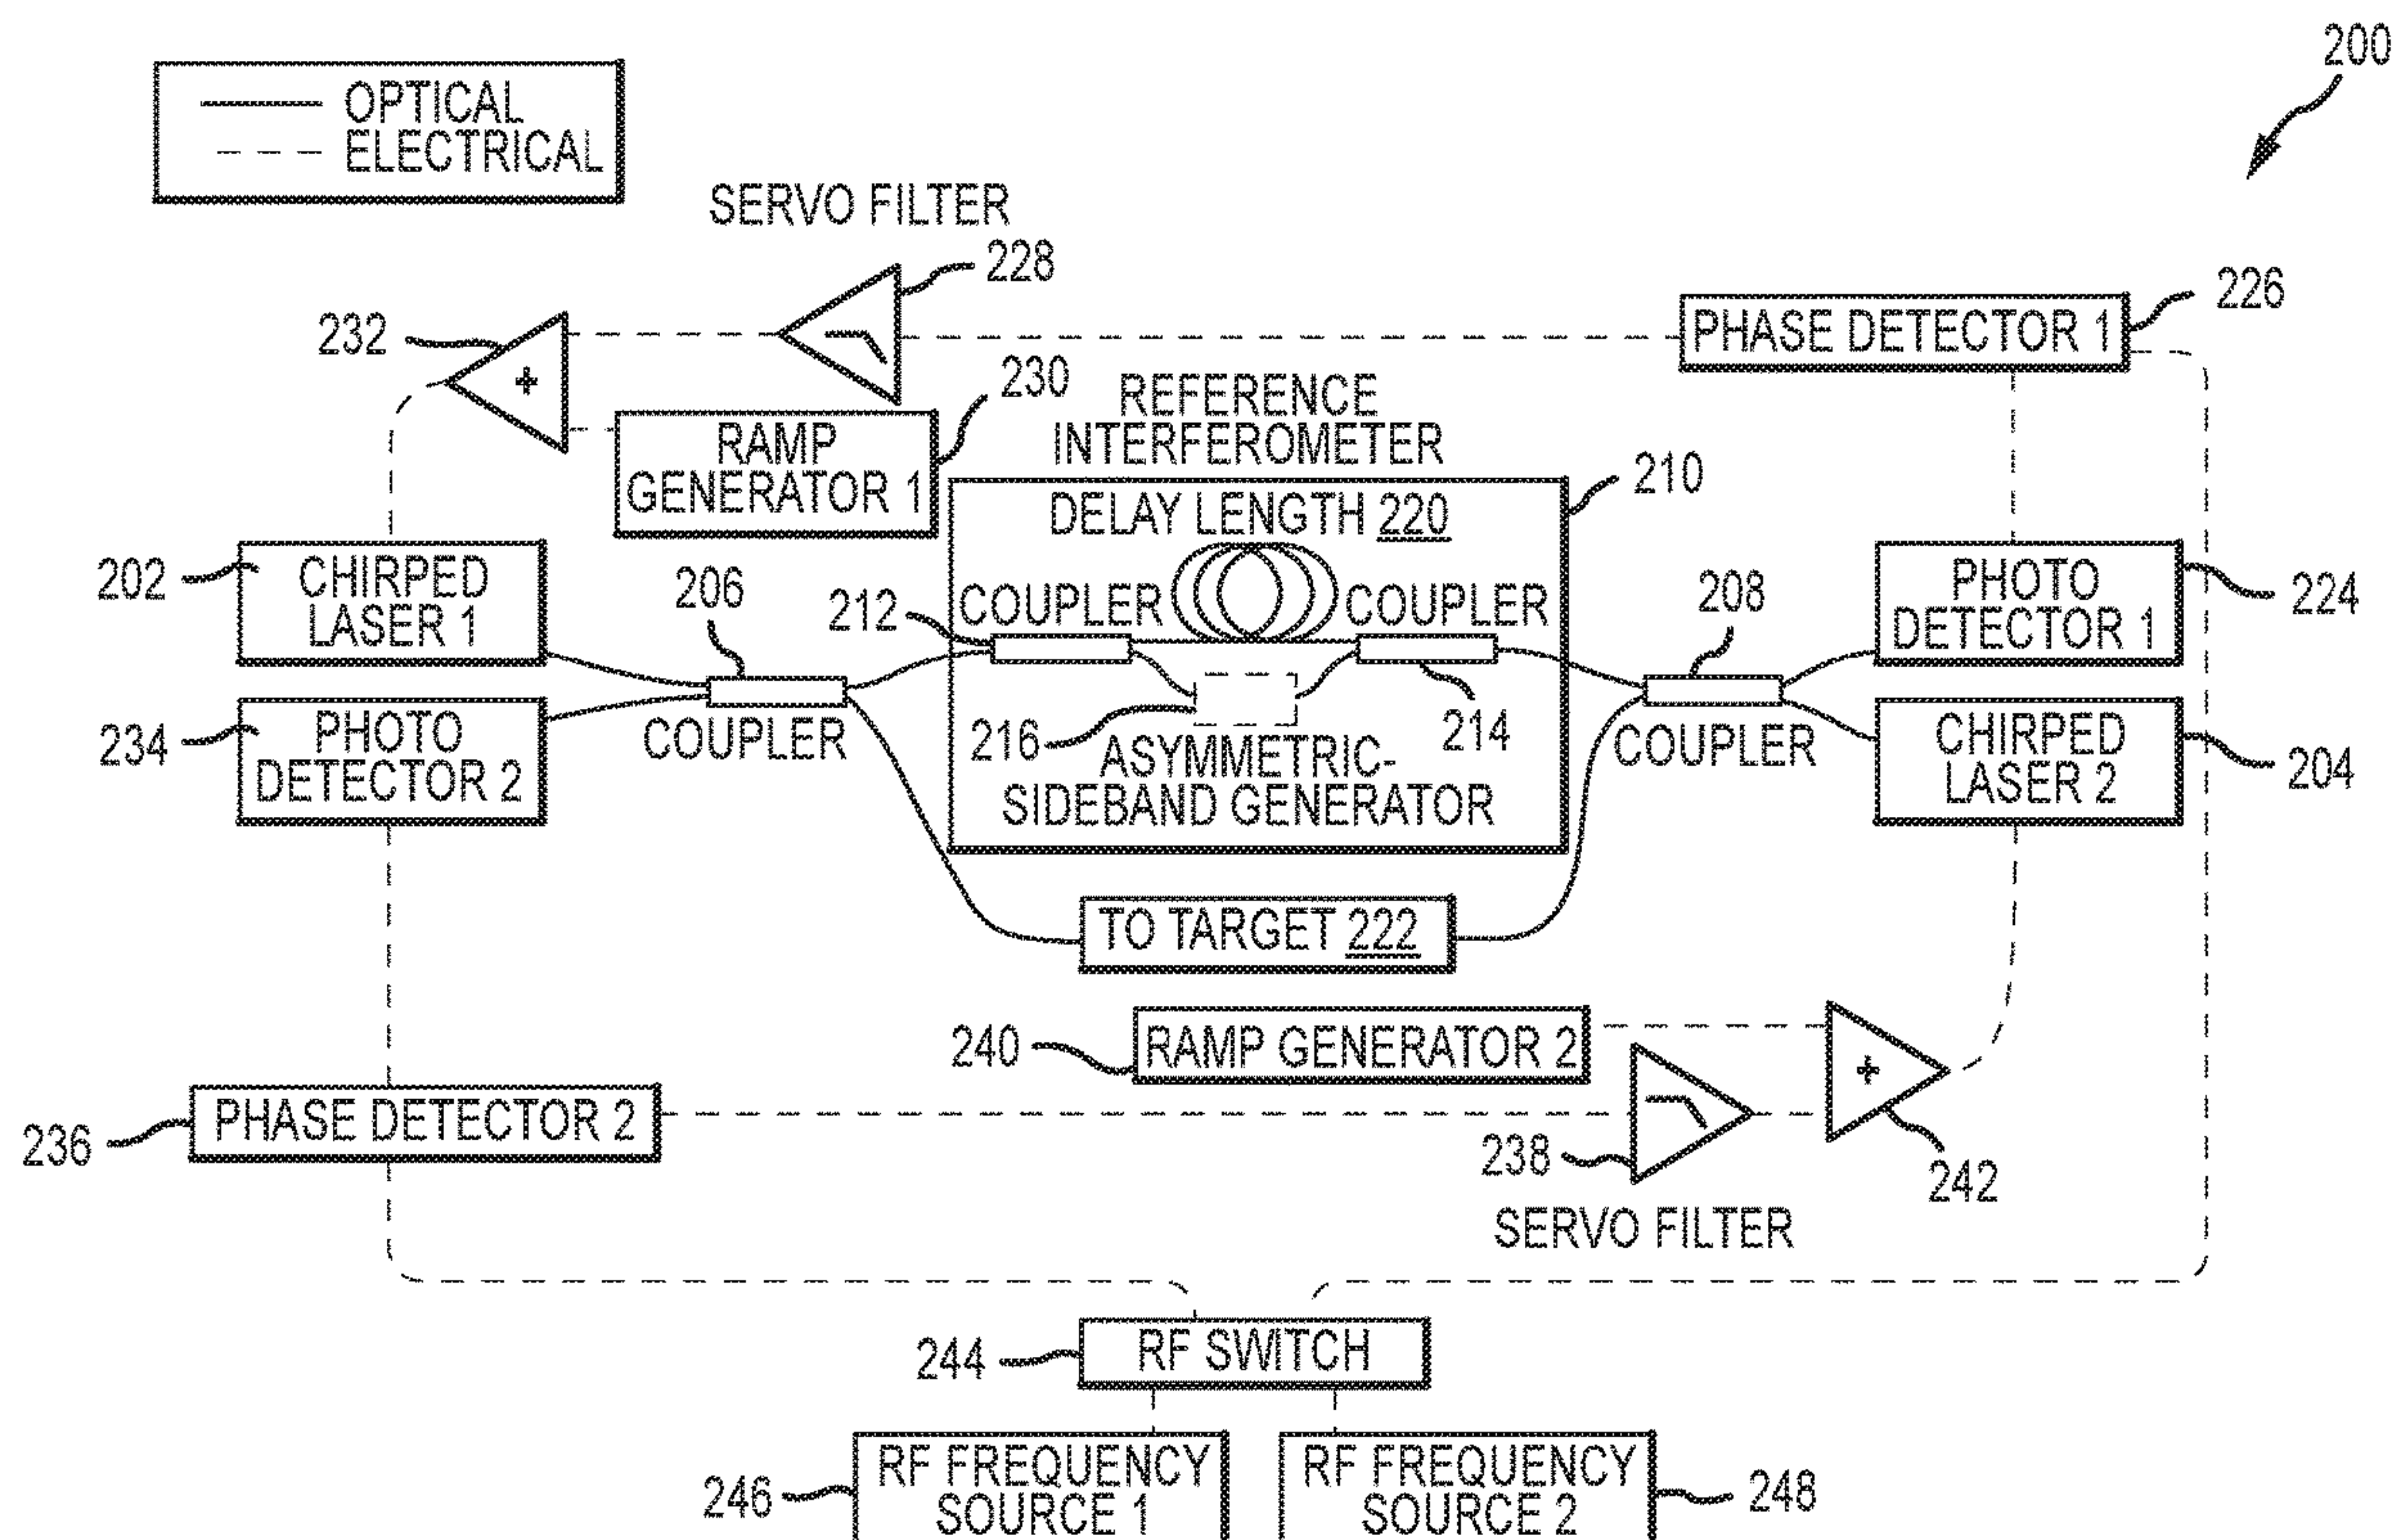 200
OPTICAL
ELECTRICAL
SERVO FILTER
228
232
230
226
PHASE DETECTOR 1
RAMP
GENERATOR 1
REFERENCE
INTERFEROMETER
210
DELAY LENGTH 220
202
CHIRPED
LASER 1
206
212
COUPLER
COUPLER
208
PHOTO
DETECTOR 1
224
234
PHOTO
DETECTOR 2
COUPLER
216
214
ASYMMETRIC-
SIDEBAND GENERATOR
COUPLER
CHIRPED
LASER 2
204
TO TARGET 222
240
RAMP GENERATOR 2
236
PHASE DETECTOR 2
238
242
SERVO FILTER
244
RF SWITCH
246
RF FREQUENCY
SOURCE 1
RF FREQUENCY
SOURCE 2
248